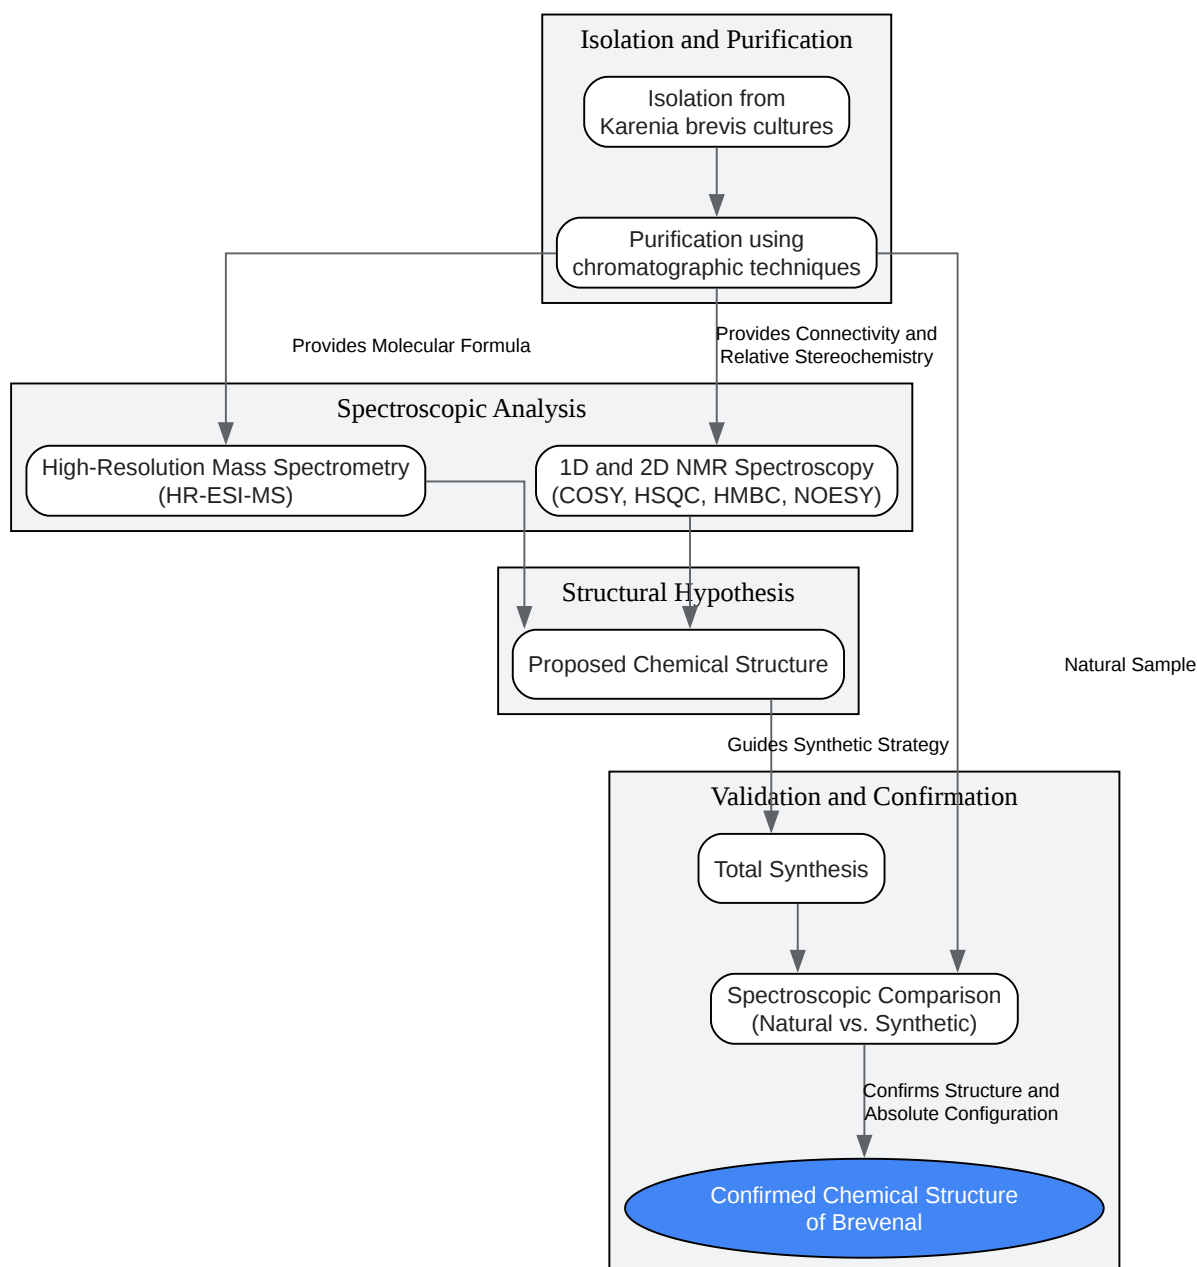 Isolation and Purification
Isolation from
Karenia brevis cultures
Purification using
chromatographic techniques
Provides Molecular Formula
Provides Connectivity and
Relative Stereochemistry
Spectroscopic Analysis
High-Resolution Mass Spectrometry
(HR-ESI-MS)
1D and 2D NMR Spectroscopy
(COSY, HSQC, HMBC, NOESY)
Structural Hypothesis
Proposed Chemical Structure
Natural Sample
Guides Synthetic Strategy
Validation and Confirmation
Total Synthesis
Spectroscopic Comparison
(Natural vs. Synthetic)
Confirms Structure and
Absolute Configuration
Confirmed Chemical Structure
of Brevenal